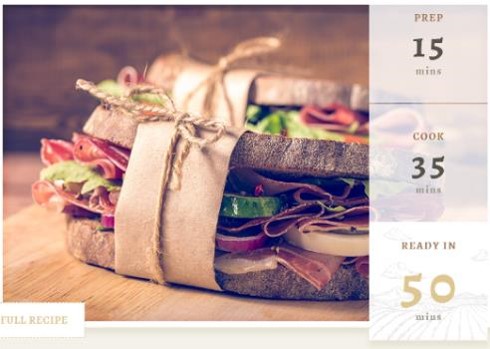 PREP
15
mins
COOK
35
mins
READY IN
50
mins
FULL RECIPE